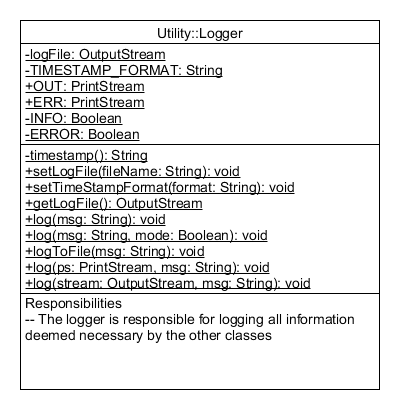 Utility::Logger
-logFile: OutputStream
-TIMESTAMP_FORMAT: String
+OUT: PrintStream
+ERR: PrintStream
-INFO: Boolean
-ERROR: Boolean
-timestamp(): String
+setLogFile(fileName: String): void
+setTimeStampFormat(format: String): void
+getLogFile(): OutputStream
+log(msg: String): void
+log(msg: String, mode: Boolean): void
+logToFile(msg: String): void
+log(ps: PrintStream, msg: String): void
+log(stream: OutputStream, msg: String): void
Responsibilities
-- The logger is responsible for logging all information
deemed necessary by the other classes